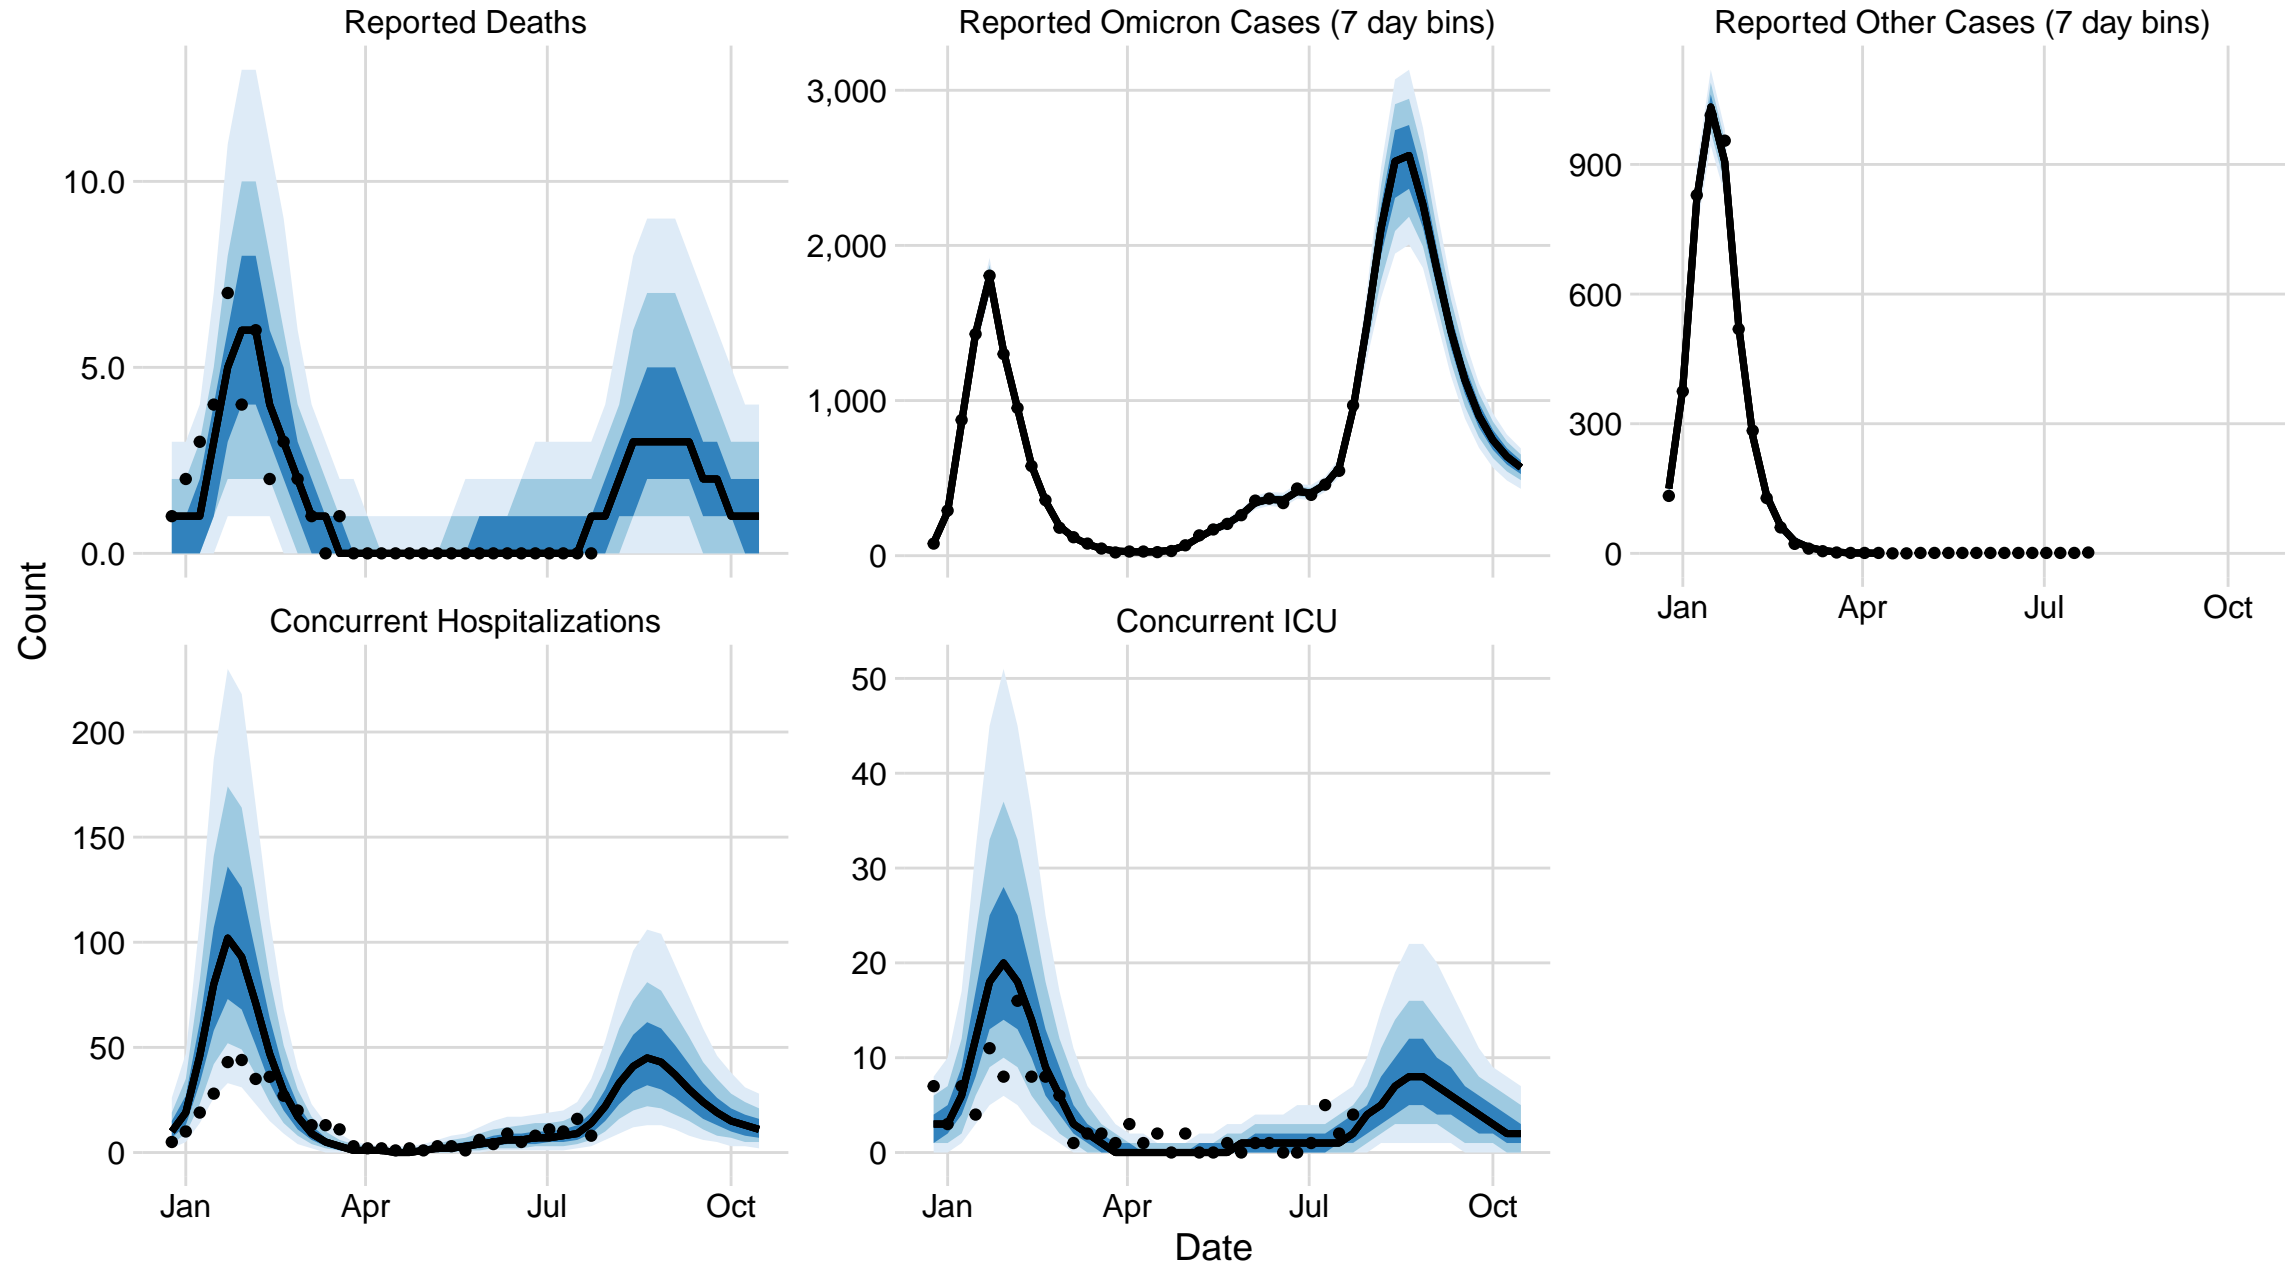 Reported Deaths
Reported Omicron Cases (7 day bins)
Reported Other Cases (7 day bins)
10.0
5.0
0.0
3,000
2,000
1,000
0
900
600
300
0
Jan Apr Jul Oct
Count
Concurrent Hospitalizations
Concurrent ICU
200
150
100
50
0
50
40
30
20
10
0
Jan Apr Jul Oct
Jan Apr Jul Oct
Date